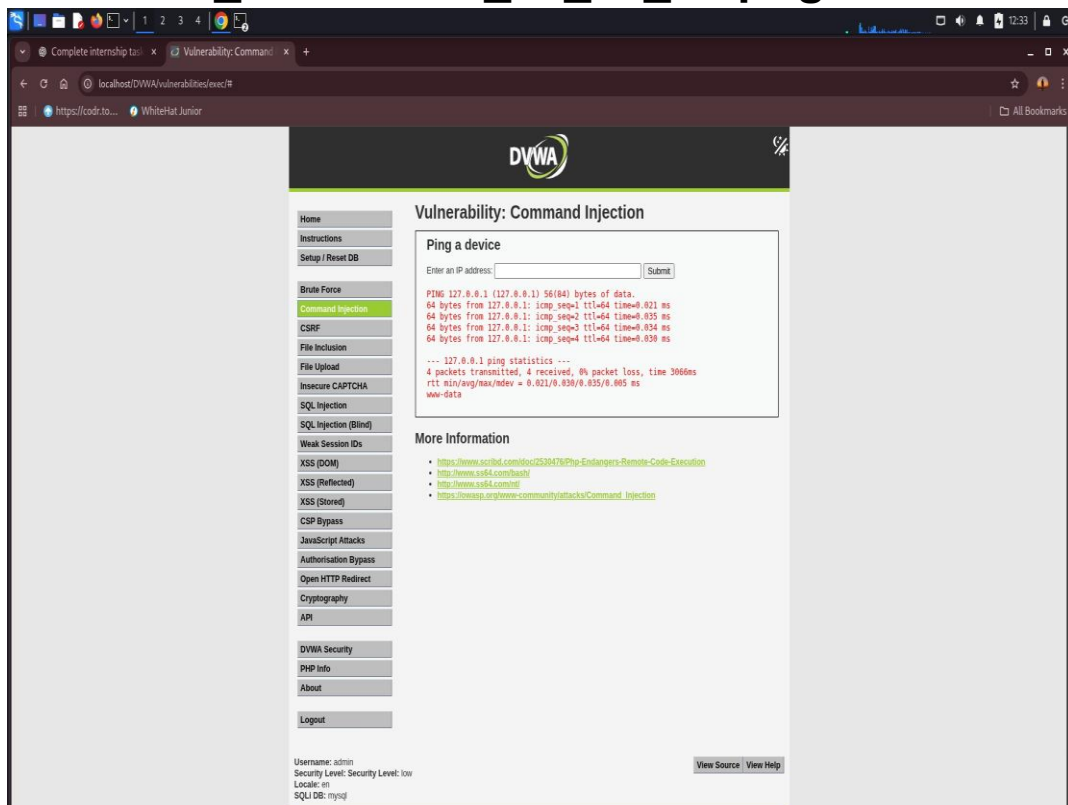 1 2 3 4
12:33
Complete internship tas
Vulnerability: Command
localhost/DVWA/vulnerabilities/exec/#
https://codr.to...
WhiteHat Junior
All Bookmarks
DVWA
Home
Instructions
Setup / Reset DB
Brute Force
Command Injection
CSRF
File Inclusion
File Upload
Insecure CAPTCHA
SQL Injection
SQL Injection (Blind)
Weak Session IDs
XSS (DOM)
XSS (Reflected)
XSS (Stored)
CSP Bypass
JavaScript Attacks
Authorisation Bypass
Open HTTP Redirect
Cryptography
API
DVWA Security
PHP Info
About
Logout
Vulnerability: Command Injection
Ping a device
Enter an IP address:
Submit
PING 127.0.0.1 (127.0.0.1) 56(84) bytes of data.
64 bytes from 127.0.0.1: icmp_seq=1 ttl=64 time=0.021 ms
64 bytes from 127.0.0.1: icmp_seq=2 ttl=64 time=0.035 ms
64 bytes from 127.0.0.1: icmp_seq=3 ttl=64 time=0.034 ms
64 bytes from 127.0.0.1: icmp_seq=4 ttl=64 time=0.030 ms
--- 127.0.0.1 ping statistics ---
4 packets transmitted, 4 received, 0% packet loss, time 3066ms
rtt min/avg/max/mdev = 0.021/0.030/0.035/0.005 ms
www-data
More Information
https://www.scribd.com/doc/2530476/Php-Endangers-Remote-Code-Execution
http://www.ss64.com/bash/
http://www.ss64.com/nt/
https://owasp.org/www-community/attacks/Command_Injection
Username: admin
Security Level: Security Level: low
Locale: en
SQLi DB: mysql
View Source View Help